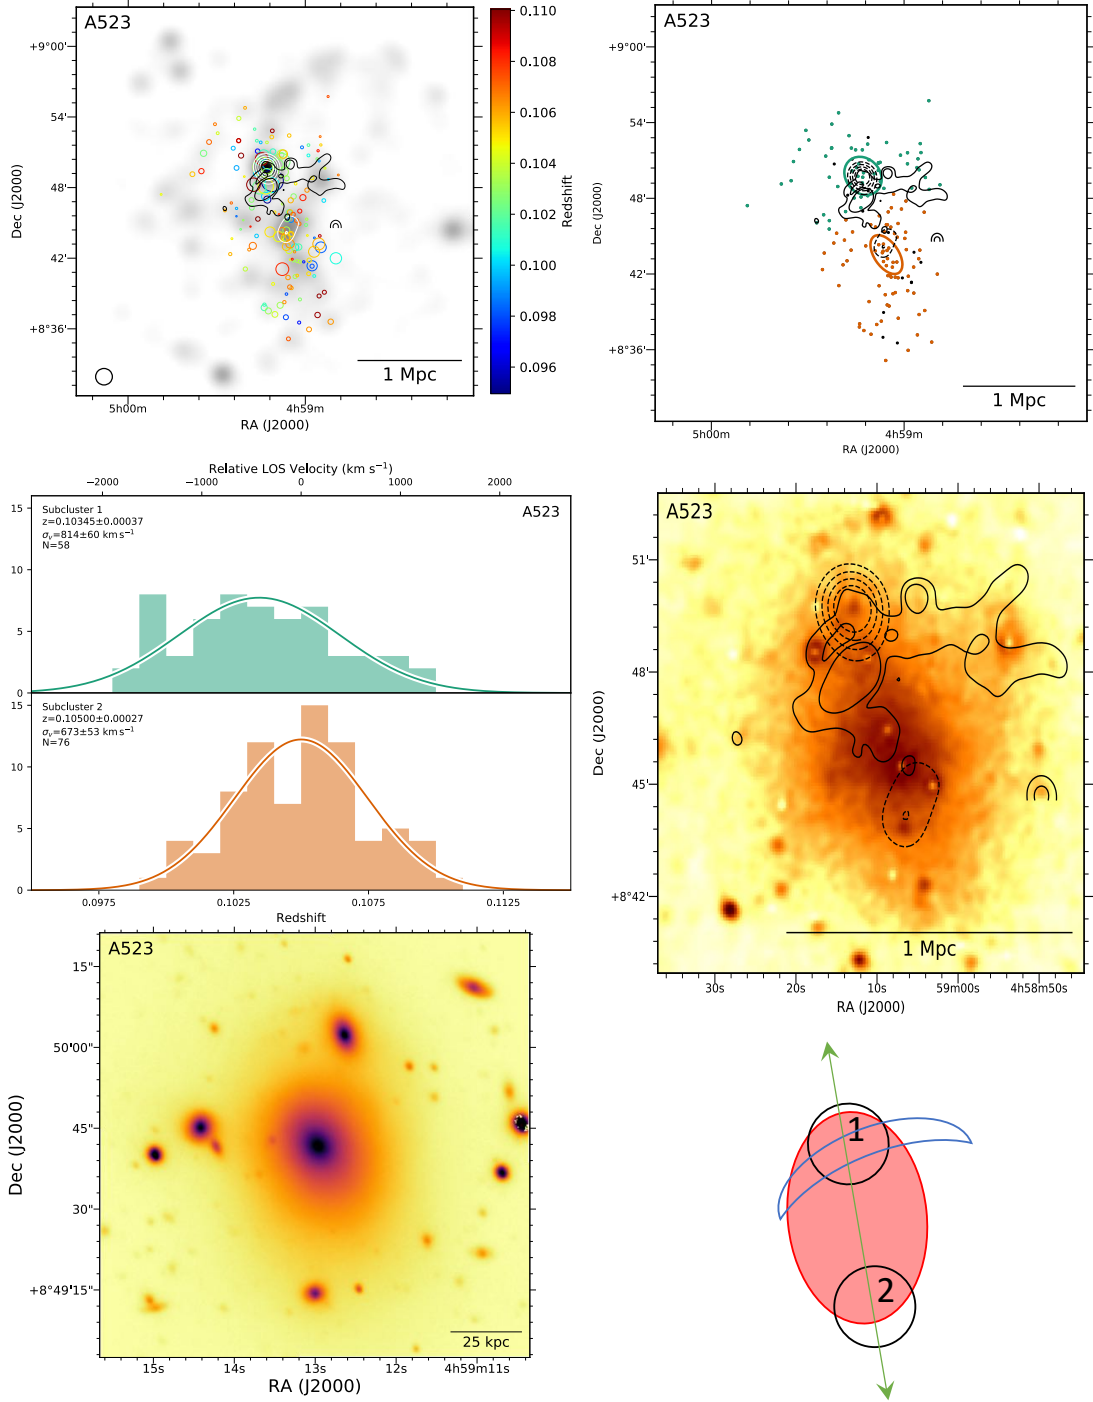 A523
+9°00'
54'
48'
42'
+8°36'
Dec (J2000)
5h00m
4h59m
RA (J2000)
1 Mpc
0.110
0.108
0.106
0.104
0.102
0.100
0.098
0.096
Redshift
A523
+9°00'
54'
48'
42'
+8°36'
Dec (J2000)
5h00m
4h59m
RA (J2000)
1 Mpc
Relative LOS Velocity (km s⁻¹)
−2000
−1000
0
1000
2000
A523
Subcluster 1
z=0.10345±0.00037
σᵥ=814±60 km s⁻¹
N=58
15
10
5
0
Subcluster 2
z=0.10500±0.00027
σᵥ=673±53 km s⁻¹
N=76
15
10
5
0
0.0975
0.1025
0.1075
0.1125
Redshift
A523
51'
48'
45'
+8°42'
Dec (J2000)
30s
20s
10s
59m00s
4h58m50s
RA (J2000)
1 Mpc
A523
15"
50'00"
45"
30"
+8°49'15"
Dec (J2000)
15s
14s
13s
12s
4h59m11s
RA (J2000)
25 kpc
1
2